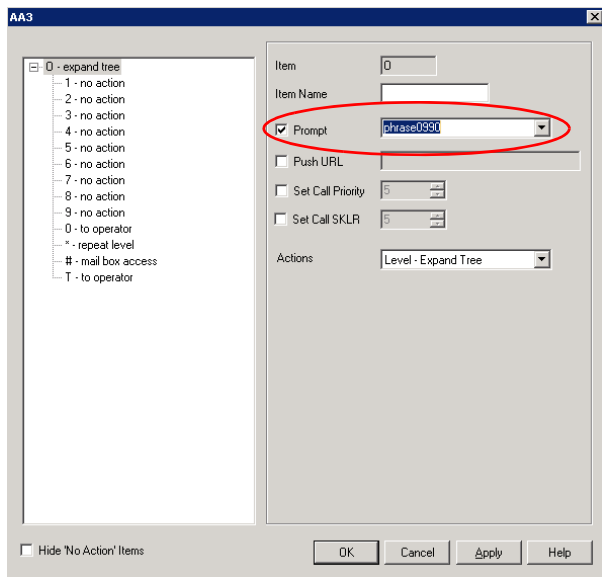 AA3
0 - expand tree
1 - no action
2 - no action
3 - no action
4 - no action
5 - no action
6 - no action
7 - no action
8 - no action
9 - no action
0 - to operator
* - repeat level
# - mail box access
T - to operator
Hide 'No Action' Items
Item 0
Item Name
Prompt phrase0990
Push URL
Set Call Priority 5
Set Call SKLR 5
Actions Level - Expand Tree
OK Cancel Apply Help